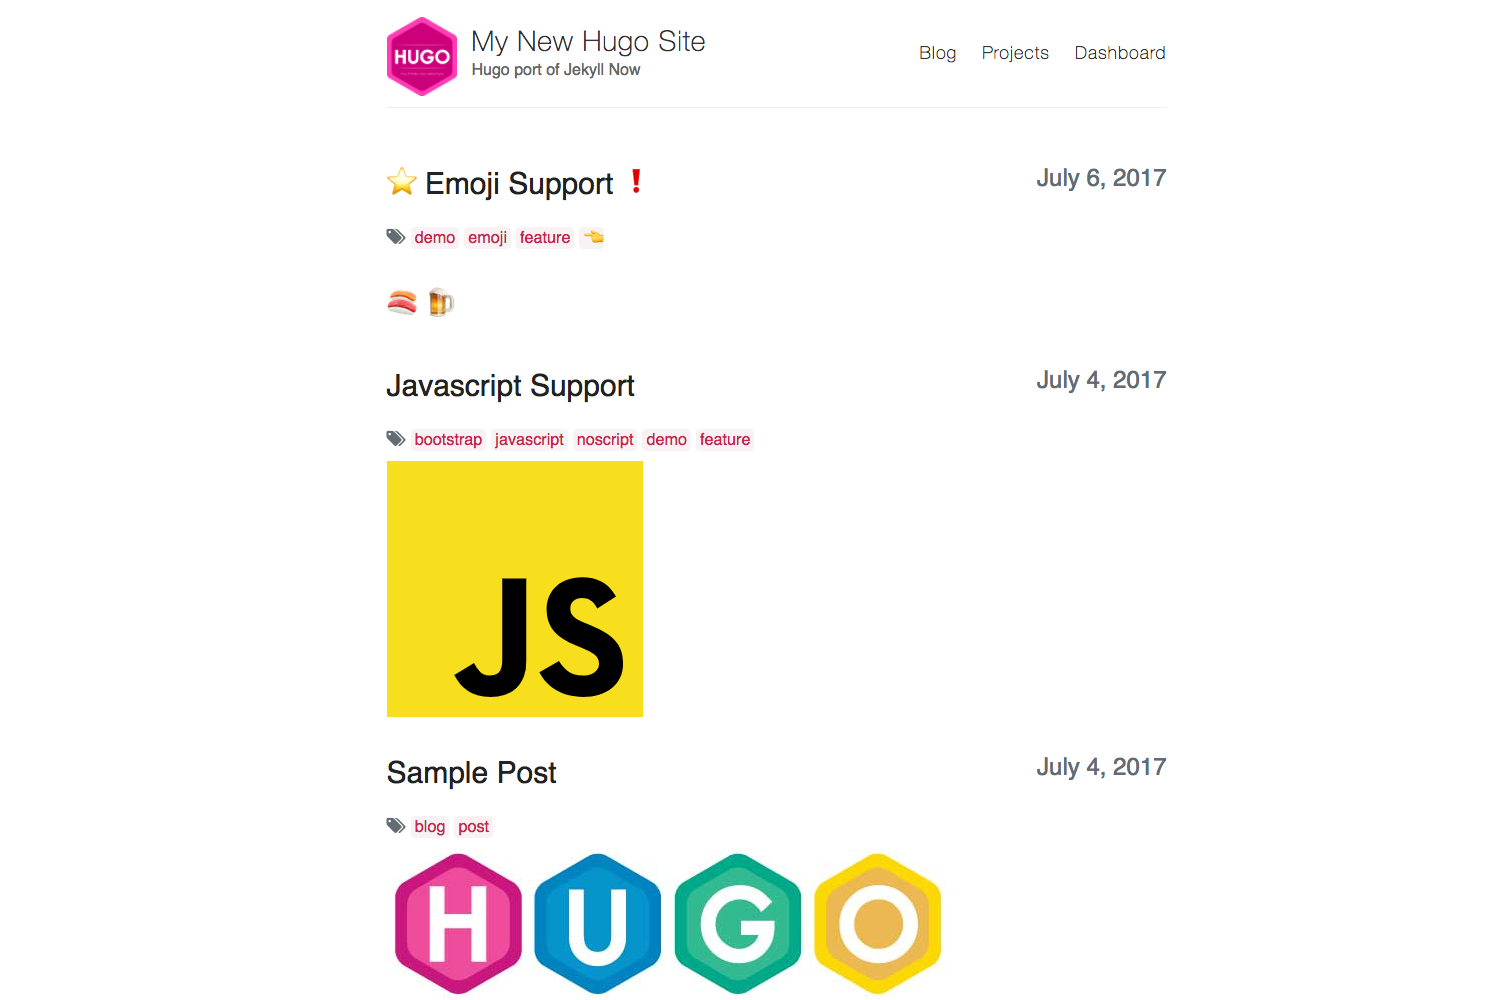 HUGO
My New Hugo Site
Hugo port of Jekyll Now
Blog Projects Dashboard
⭐ Emoji Support ❗
July 6, 2017
demo emoji feature 👈
🍣 🍺
Javascript Support
July 4, 2017
bootstrap javascript noscript demo feature
JS
Sample Post
July 4, 2017
blog post
HUGO